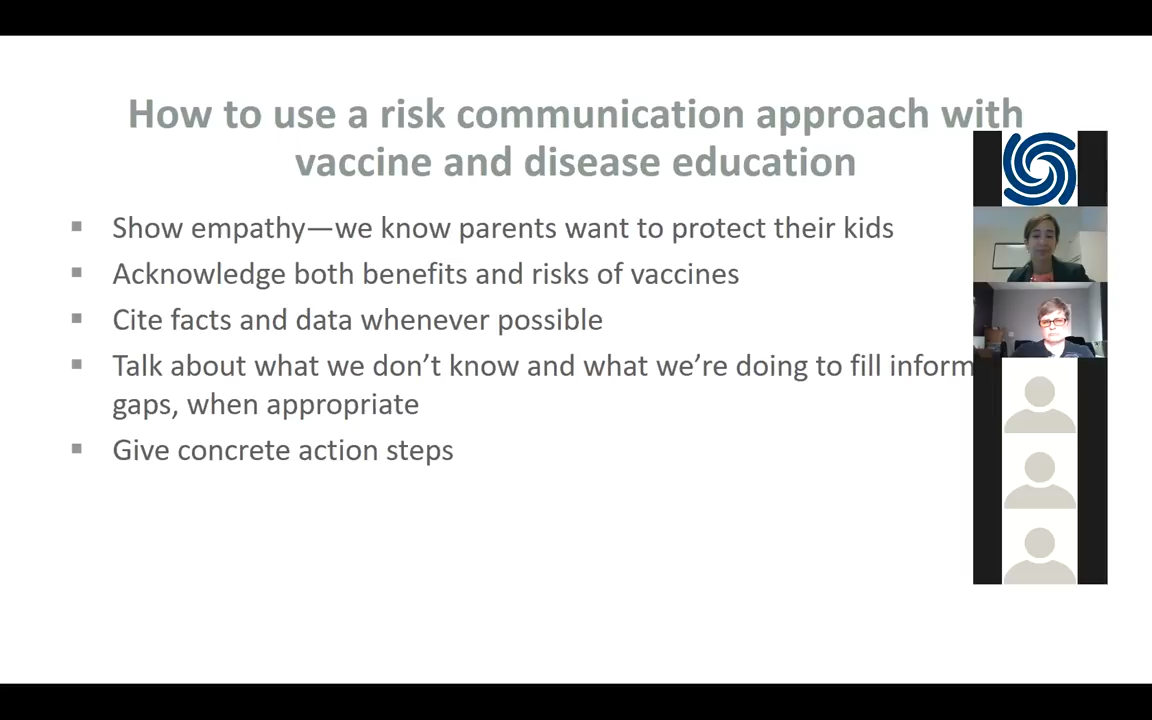 How to use a risk communication approach with
vaccine and disease education
▪ Show empathy—we know parents want to protect their kids
▪ Acknowledge both benefits and risks of vaccines
▪ Cite facts and data whenever possible
▪ Talk about what we don’t know and what we’re doing to fill inform
gaps, when appropriate
▪ Give concrete action steps